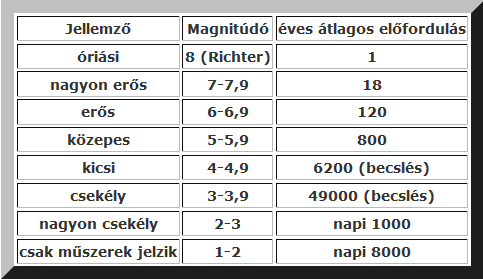 Jellemző Magnitúdó éves átlagos előfordulás
óriási 8 (Richter) 1
nagyon erős 7-7,9 18
erős 6-6,9 120
közepes 5-5,9 800
kicsi 4-4,9 6200 (becslés)
csekély 3-3,9 49000 (becslés)
nagyon csekély 2-3 napi 1000
csak műszerek jelzik 1-2 napi 8000